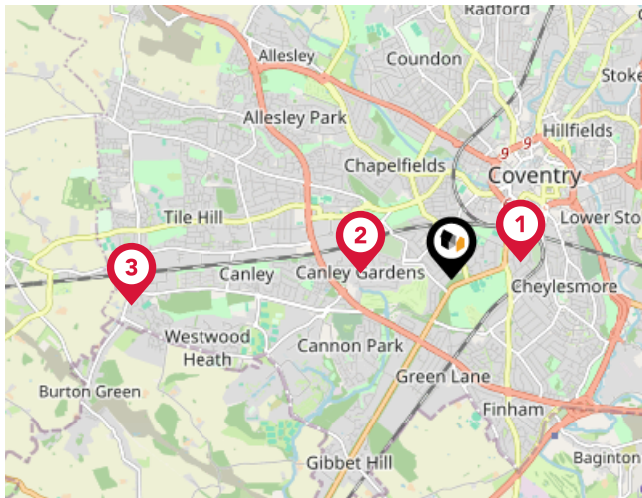 Radford
Allesley
Coundon
Stoke
Allesley Park
Hillfields
9
9
Chapelfields
Coventry
Tile Hill
Lower Sto
1
2
3
Canley
Canley Gardens
Cheylesmore
Westwood
Heath
Cannon Park
Burton Green
Green Lane
Finham
Gibbet Hill
Baginton